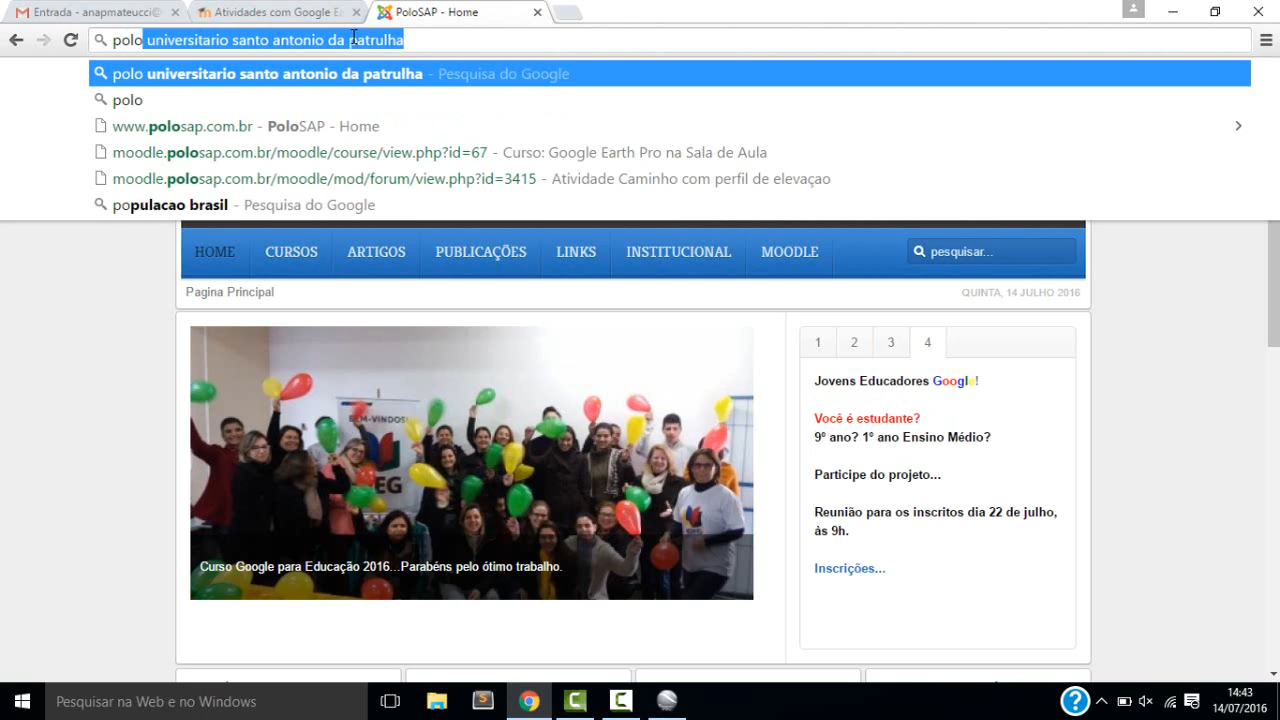 Entrada - anapmateucci@
Atividades com Google E
PoloSAP - Home
polo universitario santo antonio da patrulha
polo universitario santo antonio da patrulha - Pesquisa do Google
polo
www.polosap.com.br - PoloSAP - Home
moodle.polosap.com.br/moodle/course/view.php?id=67 - Curso: Google Earth Pro na Sala de Aula
moodle.polosap.com.br/moodle/mod/forum/view.php?id=3415 - Atividade Caminho com perfil de elevaçao
populacao brasil - Pesquisa do Google
HOME CURSOS ARTIGOS PUBLICAÇÕES LINKS INSTITUCIONAL MOODLE pesquisar...
Pagina Principal QUINTA, 14 JULHO 2016
1 2 3 4
Jovens Educadores Google!
Você é estudante?
9º ano? 1º ano Ensino Médio?
Participe do projeto...
Reunião para os inscritos dia 22 de julho,
às 9h.
Inscrições...
BEM-VINDOS!
EG
Curso Google para Educação 2016...Parabéns pelo ótimo trabalho.
Pesquisar na Web e no Windows
14:43
14/07/2016